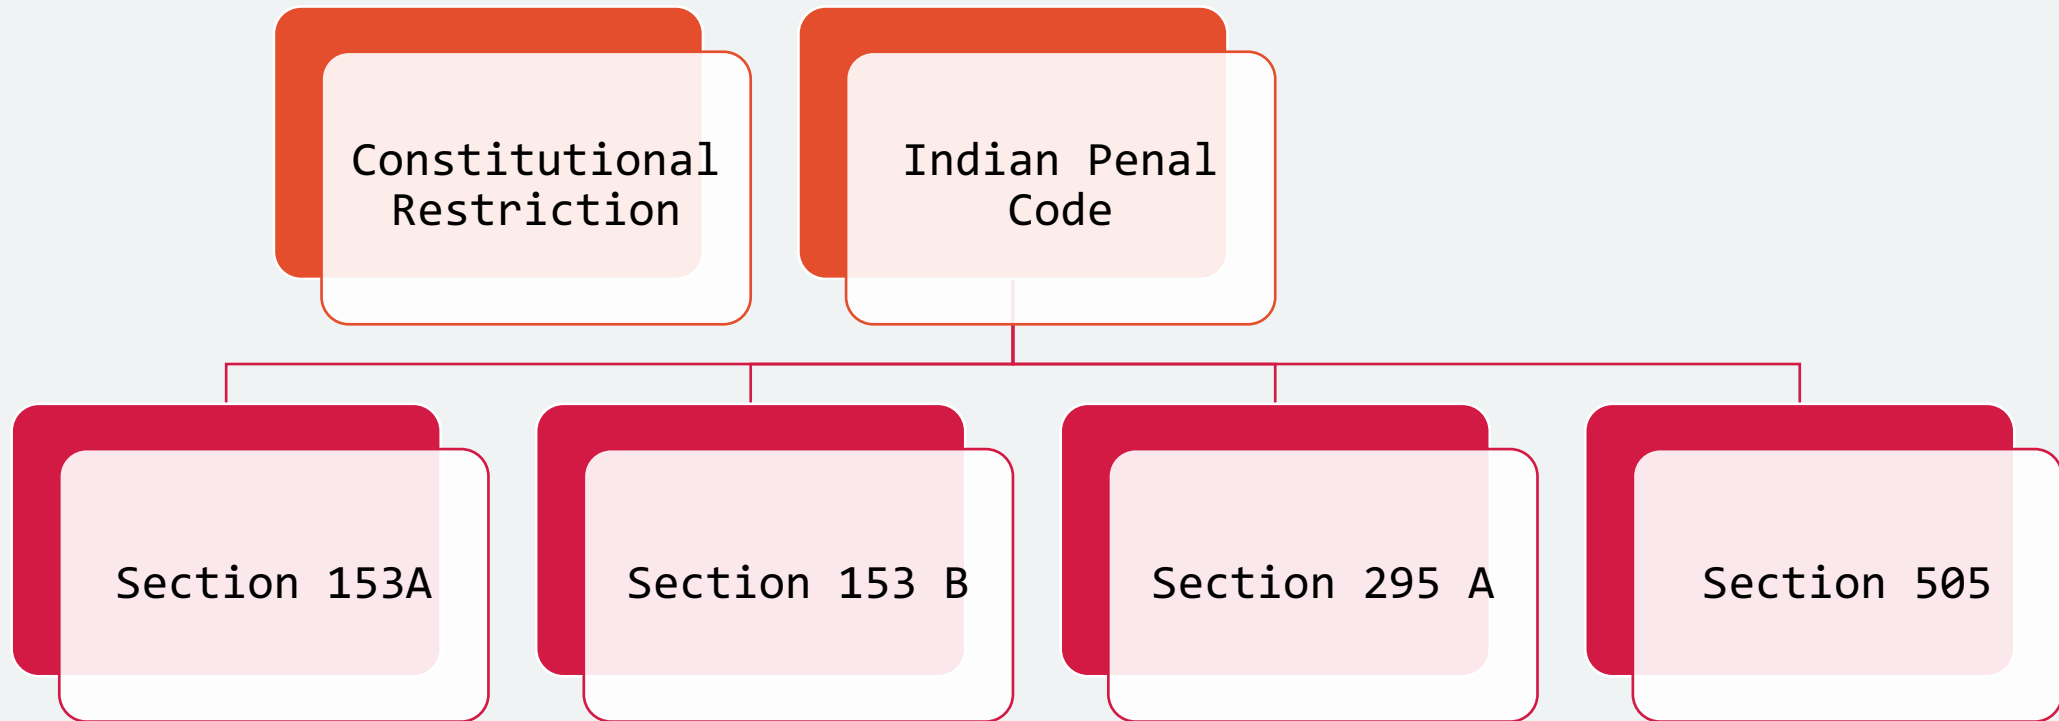 Constitutional
Restriction
Indian Penal
Code
Section 153A
Section 153 B
Section 295 A
Section 505